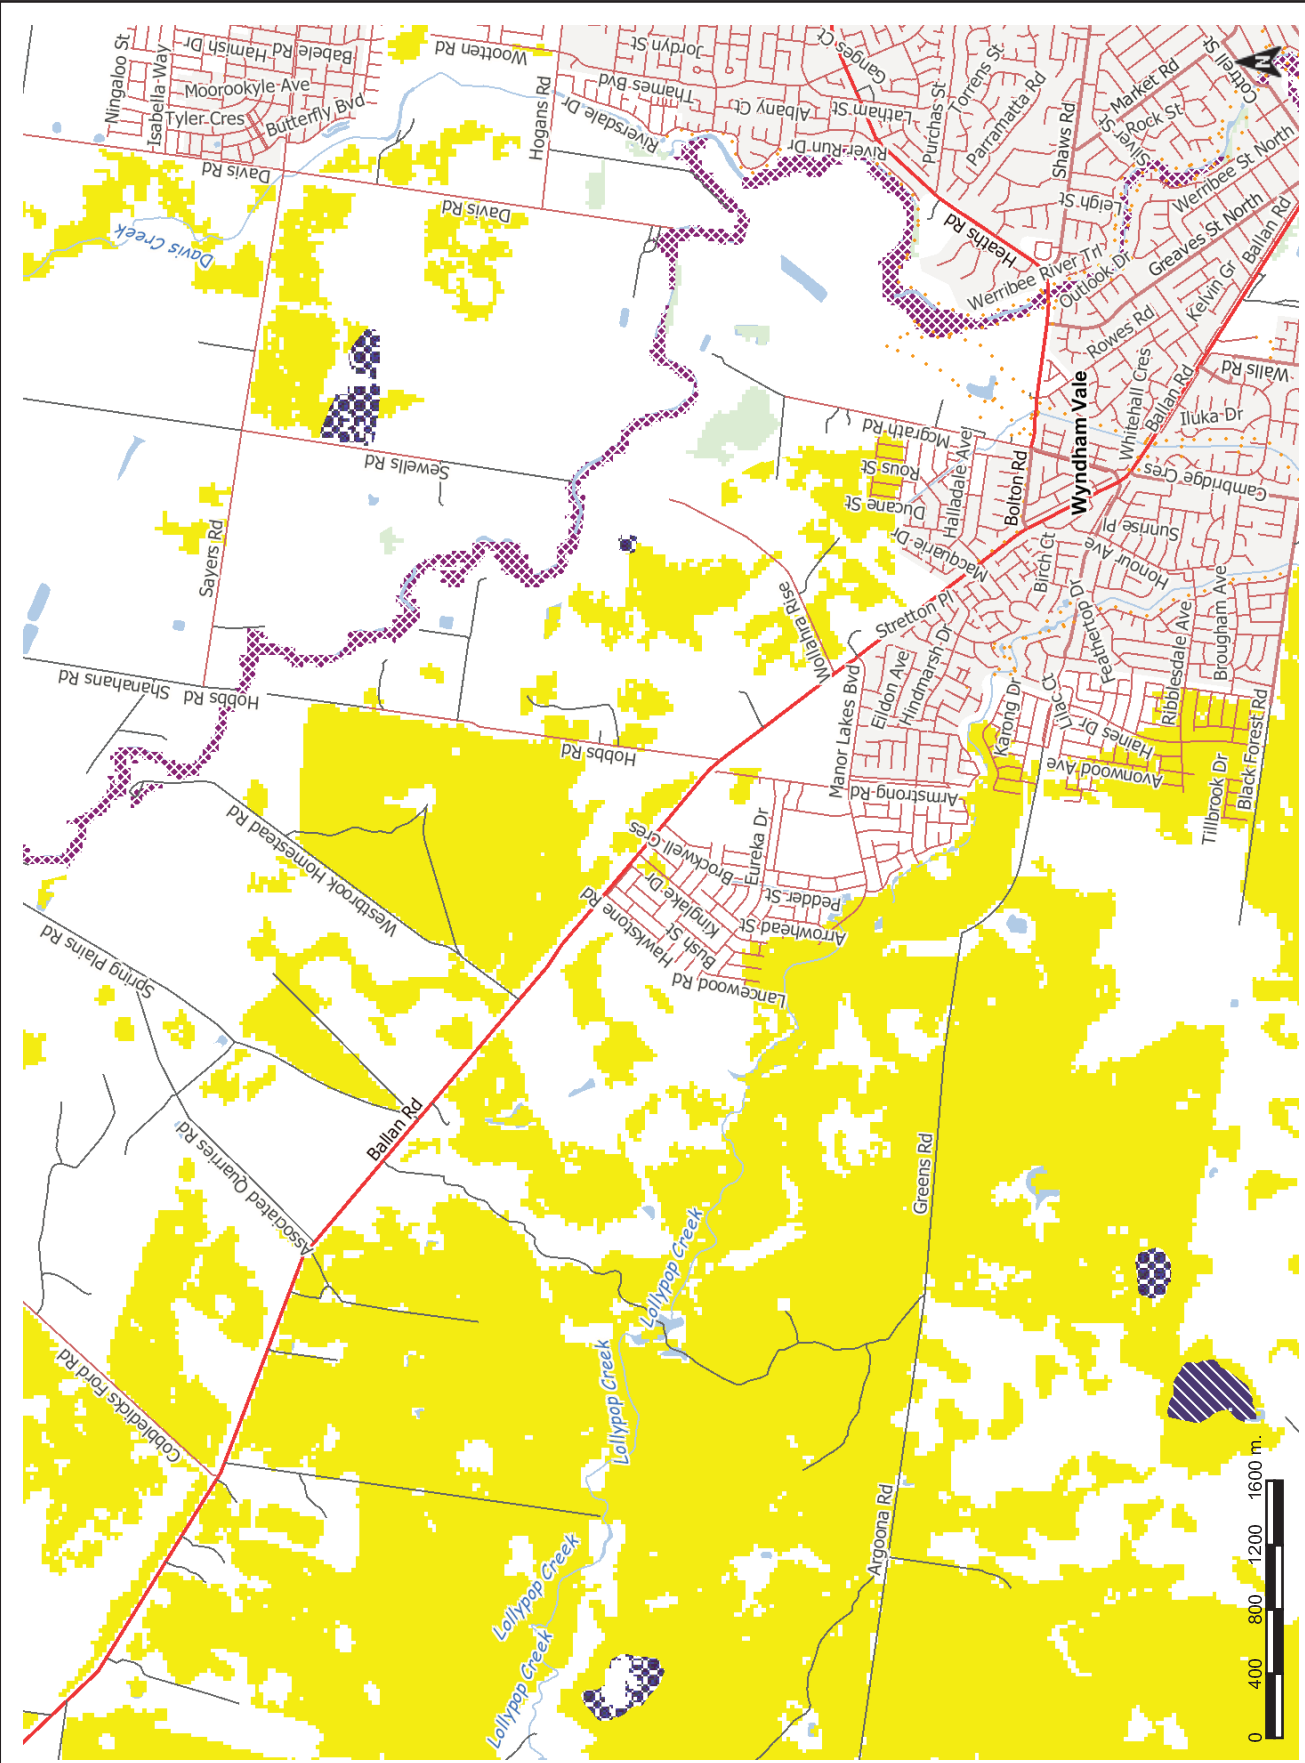 Ningaloo St
Isabella Way
Hamish Dr
Babele Rd
Moorookyle Ave
Tyler Cres
Butterfly Bvd
Davis Rd
Davis Creek
Wootten Rd
Hogans Rd
Davis Rd
Riversdale Dr
Jordyn St
Thames Bvd
Albany Ct
Ganges Ct
Latham St
River Run Dr
Purchas St
Torrens St
Parramatta Rd
Shaws Rd
Market Rd
Rock St
Silver St
Cottrell St
N
Leigh St
Werribee St North
Greaves St North
Ballan Rd
Heaths Rd
Werribee River Trl
Outlook Dr
Kelvin Gr
Rowes Rd
Walls Rd
Whitehall Cres
Ballan Rd
Iluka Dr
Wyndham Vale
Cambridge Cres
Bolton Rd
Mcgrath Rd
Rous St
Ducane St
Halladale Ave
Macquarie Dr
Sunrise Pl
Honour Ave
Birch Ct
Sewells Rd
Sayers Rd
Shanahans Rd
Hobbs Rd
Hobbs Rd
Wollahra Rise
Stretton Pl
Manor Lakes Bvd
Eildon Ave
Hindmarsh Dr
Feathertop Dr
Ribblesdale Ave
Brougham Ave
Lilac Ct
Karong Dr
Haines Dr
Avonwood Ave
Tillbrook Dr
Black Forest Rd
Armstrong Rd
Westbrook Homestead Rd
Brockwell Cres
Eureka Dr
Kinglake Dr
Pedder St
Arrowhead St
Bush St
Hawkstone Rd
Lancewood Rd
Spring Plains Rd
Ballan Rd
Associated Quarries Rd
Greens Rd
Lollypop Creek
Cobbledicks Ford Rd
Lollypop Creek
Argoona Rd
Lollypop Creek
Lollypop Creek
0 400 800 1200 1600 m.